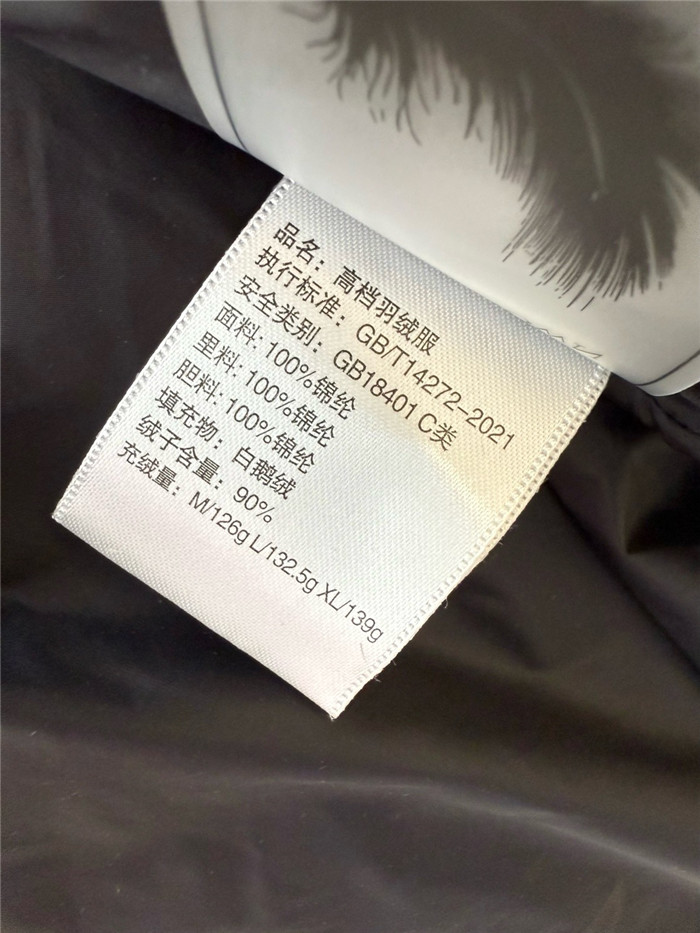 品名：高档羽绒服
执行标准：GB/T14272-2021
安全类别：GB18401 C类
面料: 100%锦纶
里料: 100%锦纶
胆料: 100%锦纶
填充物：白鹅绒
绒子含量：90%
充绒量：M/126g L/132.5g XL/139g